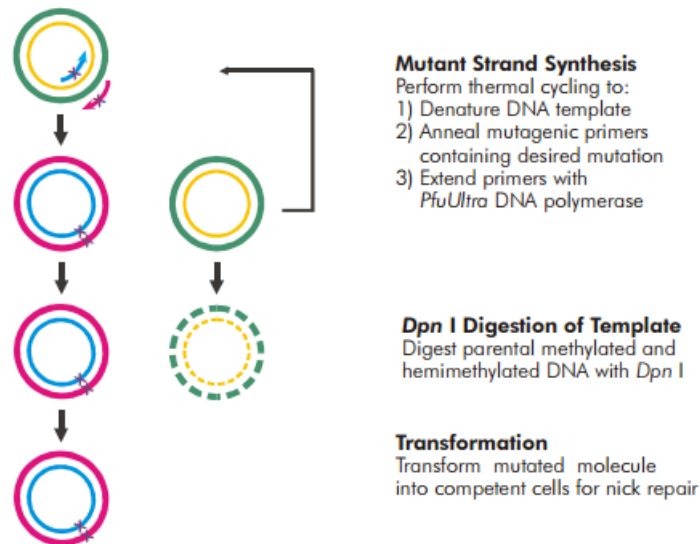 Mutant Strand Synthesis
Perform thermal cycling to:
1) Denature DNA template
2) Anneal mutagenic primers
containing desired mutation
3) Extend primers with
PfuUltra DNA polymerase
Dpn I Digestion of Template
Digest parental methylated and
hemimethylated DNA with Dpn I
Transformation
Transform mutated molecule
into competent cells for nick repair